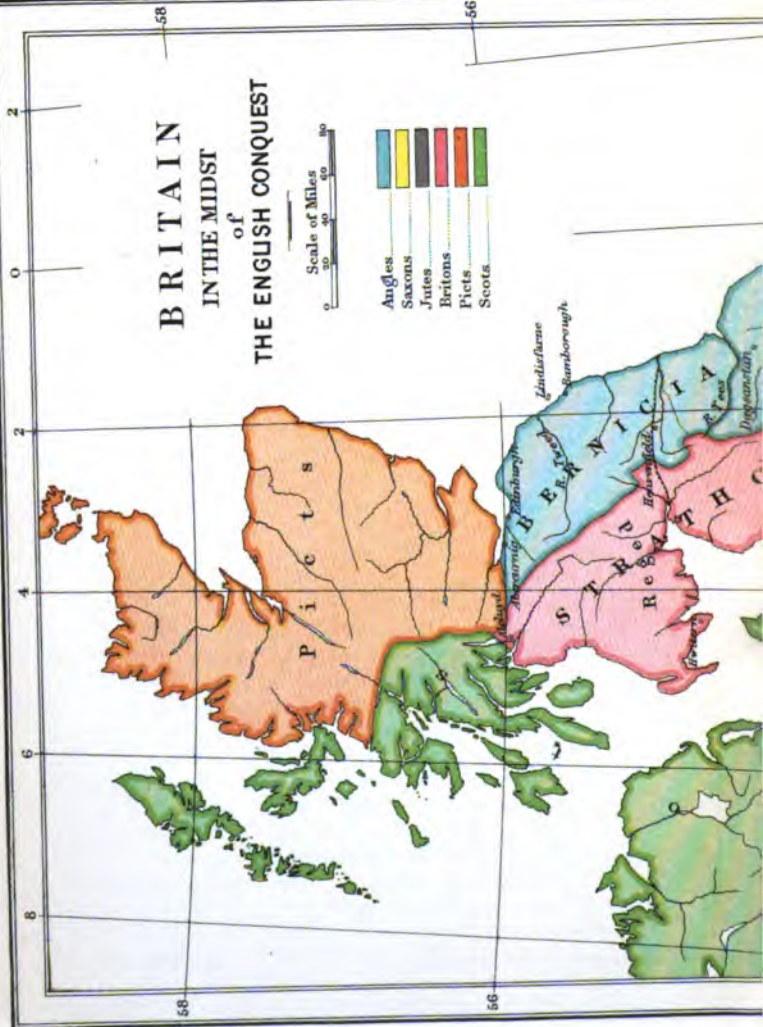 BRITAIN
IN THE MIDST
of
THE ENGLISH CONQUEST
Scale of Miles
0 20 40 60 80
Angles
Saxons
Jutes
Britons
Picts
Scots
2
0
2
4
6
8
58
56
58
56
Picts
Lindisfarne
Bamborough
Edinburgh
R. Tweed
BERNICIA
R. Tees
Degsanstan
STRATHC
Reged